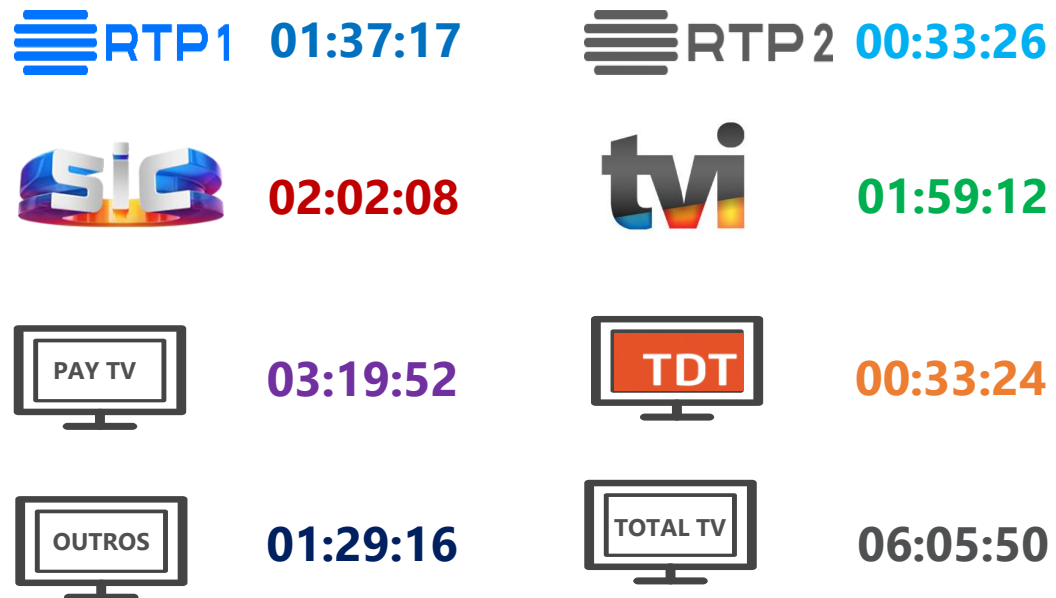 RTP1 01:37:17
RTP2 00:33:26
sic 02:02:08
tvi 01:59:12
PAY TV 03:19:52
TDT 00:33:24
OUTROS 01:29:16
TOTAL TV 06:05:50